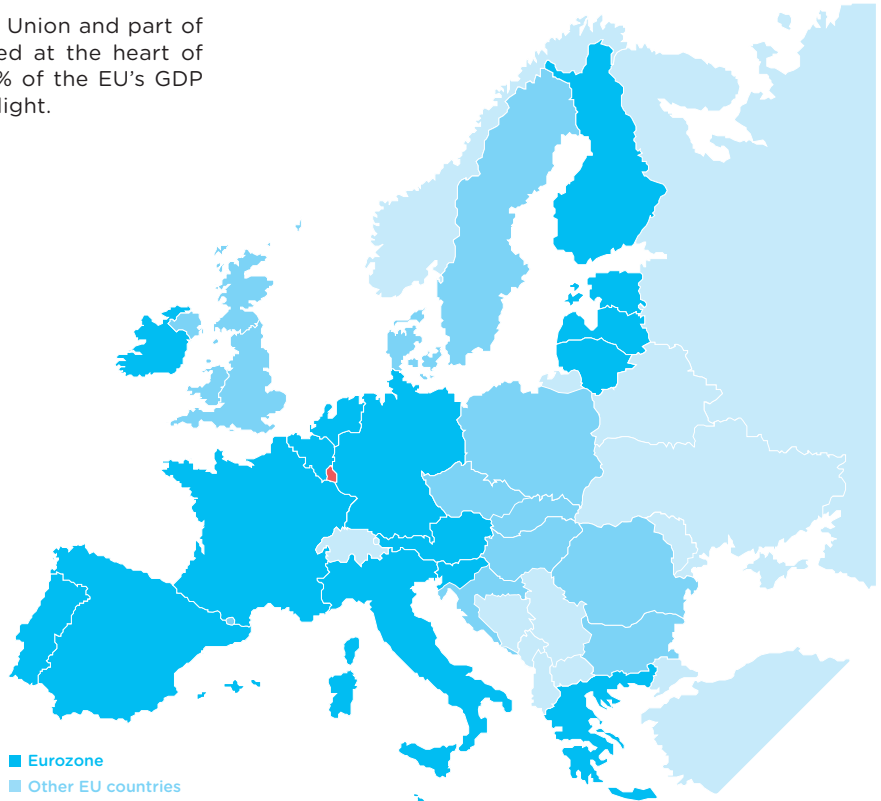 Union and part of
ed at the heart of
% of the EU's GDP
light.
Eurozone
Other EU countries